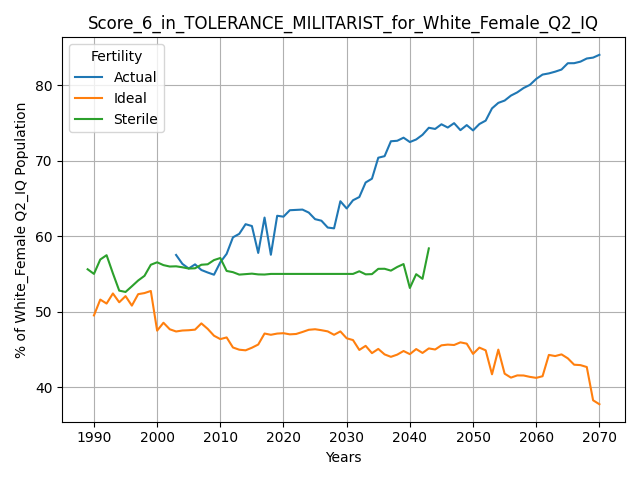 Score_6_in_TOLERANCE_MILITARIST_for_White_Female_Q2_IQ
Fertility
Actual
Ideal
Sterile
% of White_Female Q2_IQ Population
80
70
60
50
40
1990 2000 2010 2020 2030 2040 2050 2060 2070
Years